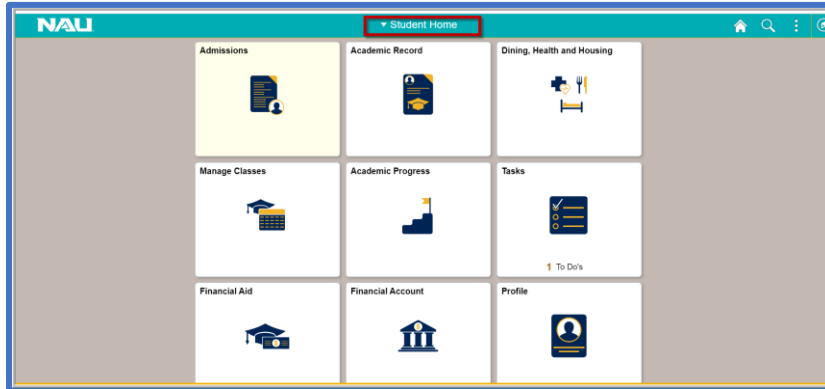 NAU
Student Home
Admissions
Academic Record
Dining, Health and Housing
Manage Classes
Academic Progress
Tasks
1 To Do's
Financial Aid
Financial Account
Profile